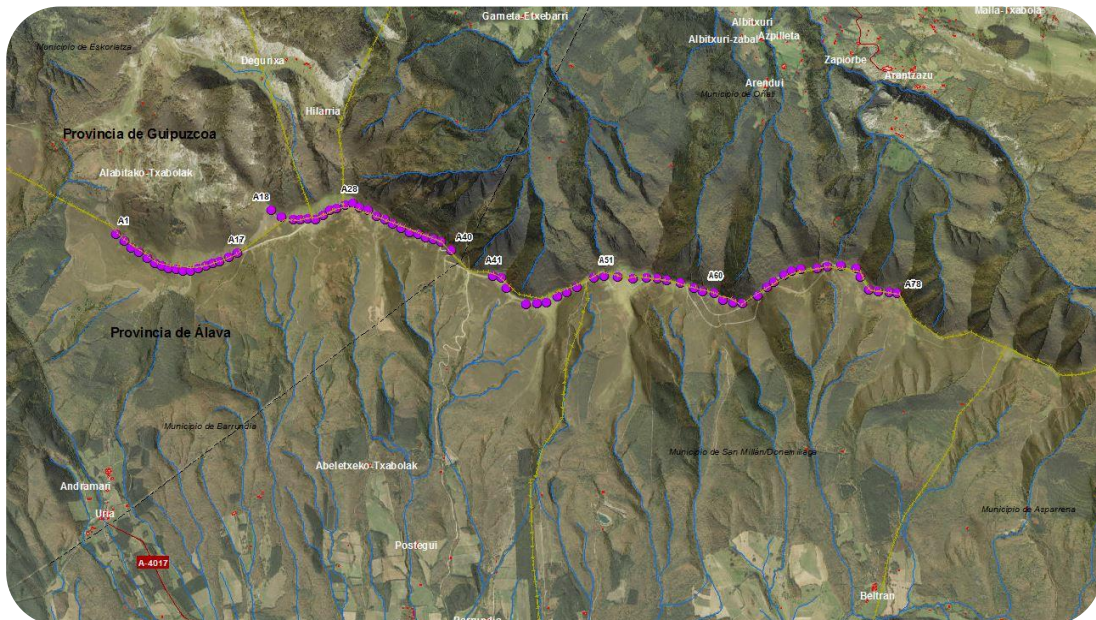 Malla-Txabola
Gameta-Etxebarri
Albitxuri
Albitxuri-zabal
Azpilleta
Municipio de Eskoriatza
Degurixa
Zapiorbe
Arantzazu
Arendui
Municipio de Oñati
Hilarria
Provincia de Guipuzcoa
Alabitako-Txabolak
A18
A28
A1
A17
A40
A41
A51
A60
A78
Provincia de Álava
Municipio de Barrundia
Municipio de San Millán/Donemiliaga
Abeletxeko-Txabolak
Andramari
Uria
Municipio de Asparrena
Postegui
A-4017
Beltran
Barrundia